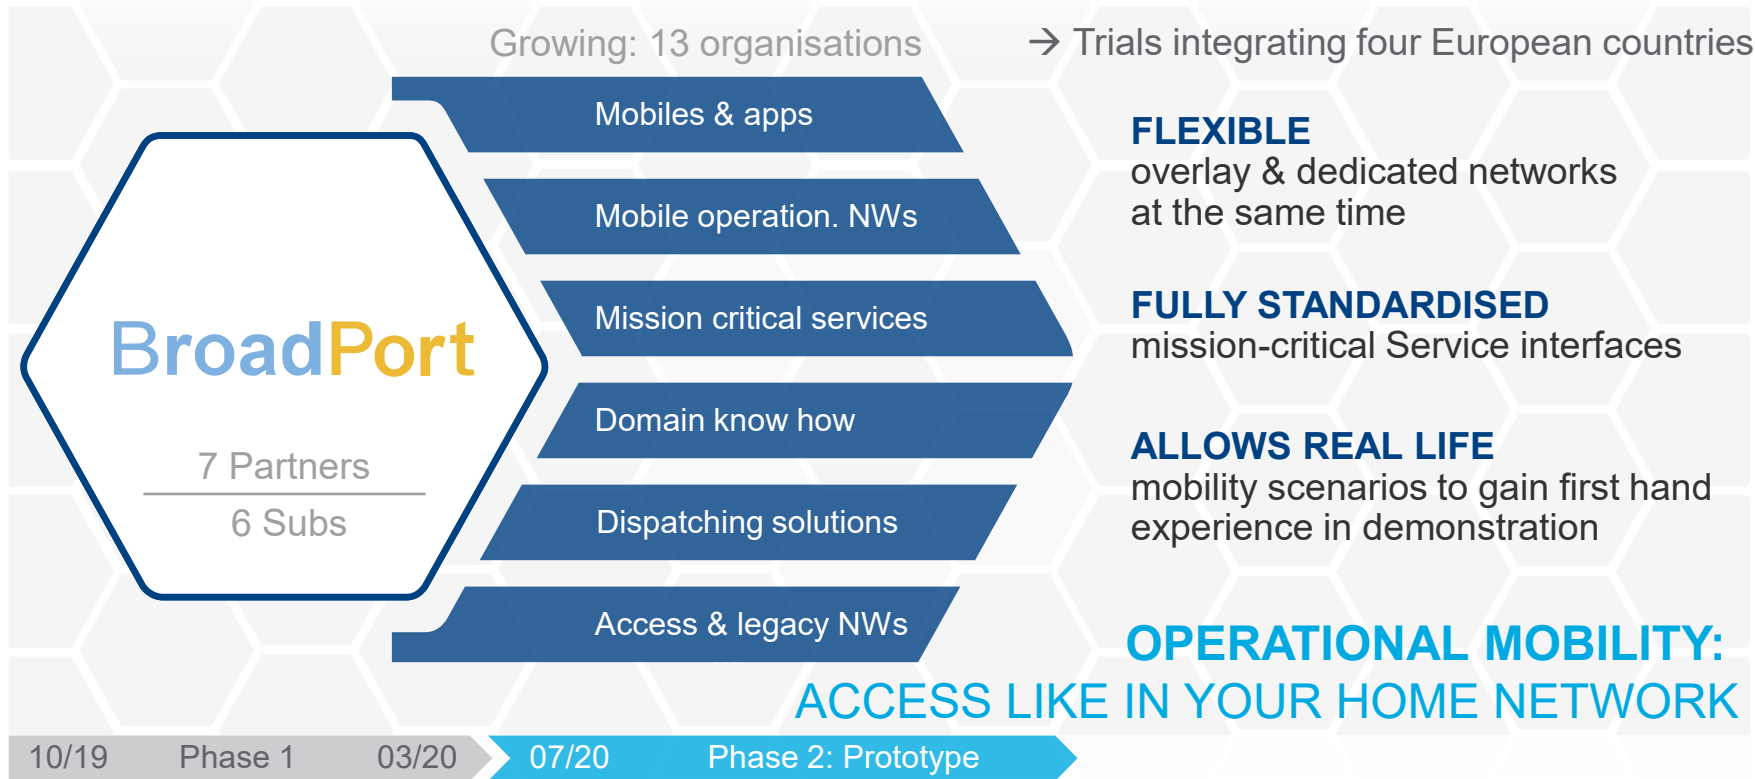 Growing: 13 organisations
→ Trials integrating four European countries
Mobiles & apps
Mobile operation. NWs
Mission critical services
Domain know how
Dispatching solutions
Access & legacy NWs
BroadPort
7 Partners
6 Subs
FLEXIBLE
overlay & dedicated networks
at the same time
FULLY STANDARDISED
mission-critical Service interfaces
ALLOWS REAL LIFE
mobility scenarios to gain first hand
experience in demonstration
OPERATIONAL MOBILITY:
ACCESS LIKE IN YOUR HOME NETWORK
10/19 Phase 1 03/20 07/20 Phase 2: Prototype